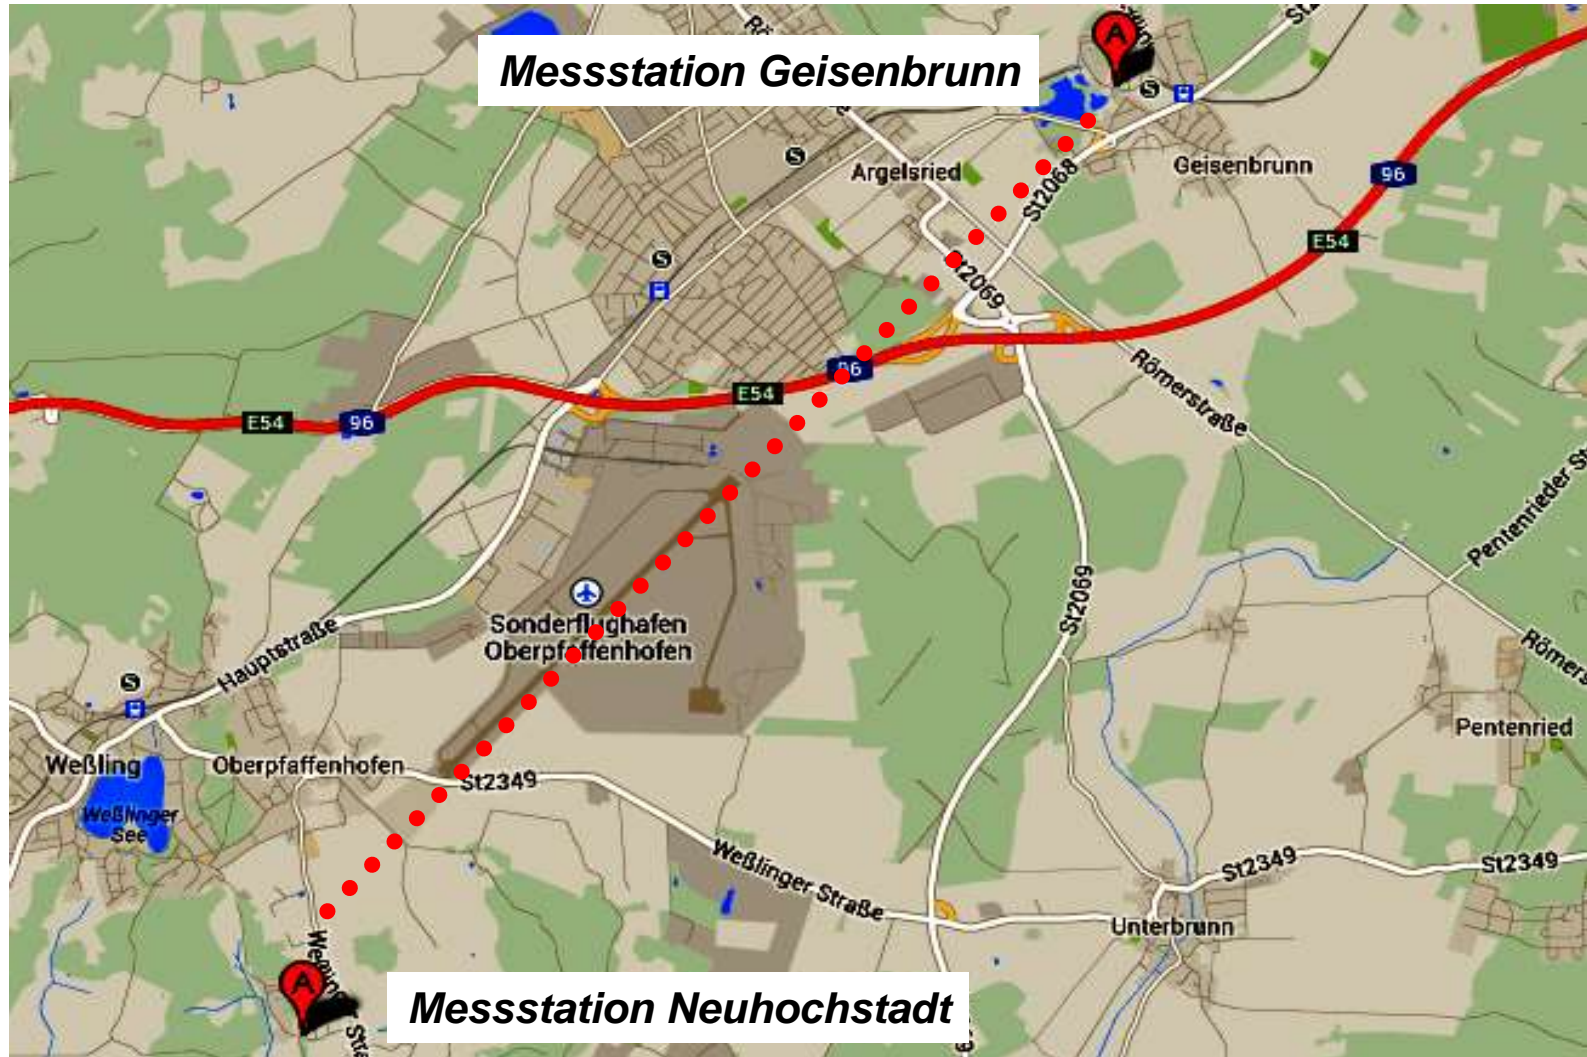 Messstation Geisenbrunn
A
S
St2068
Argelsried
Geisenbrunn
96
S
E54
S
St2069
96
Römerstraße
E54
E54
96
Pentenrieder St
Sonderflughafen
Oberpfaffenhofen
St2069
Hauptstraße
Römers
S
Pentenried
Weßling
Oberpfaffenhofen
St2349
Weßlinger
See
Weßlinger Straße
St2349
St2349
Unterbrunn
A
Messstation Neuhochstadt